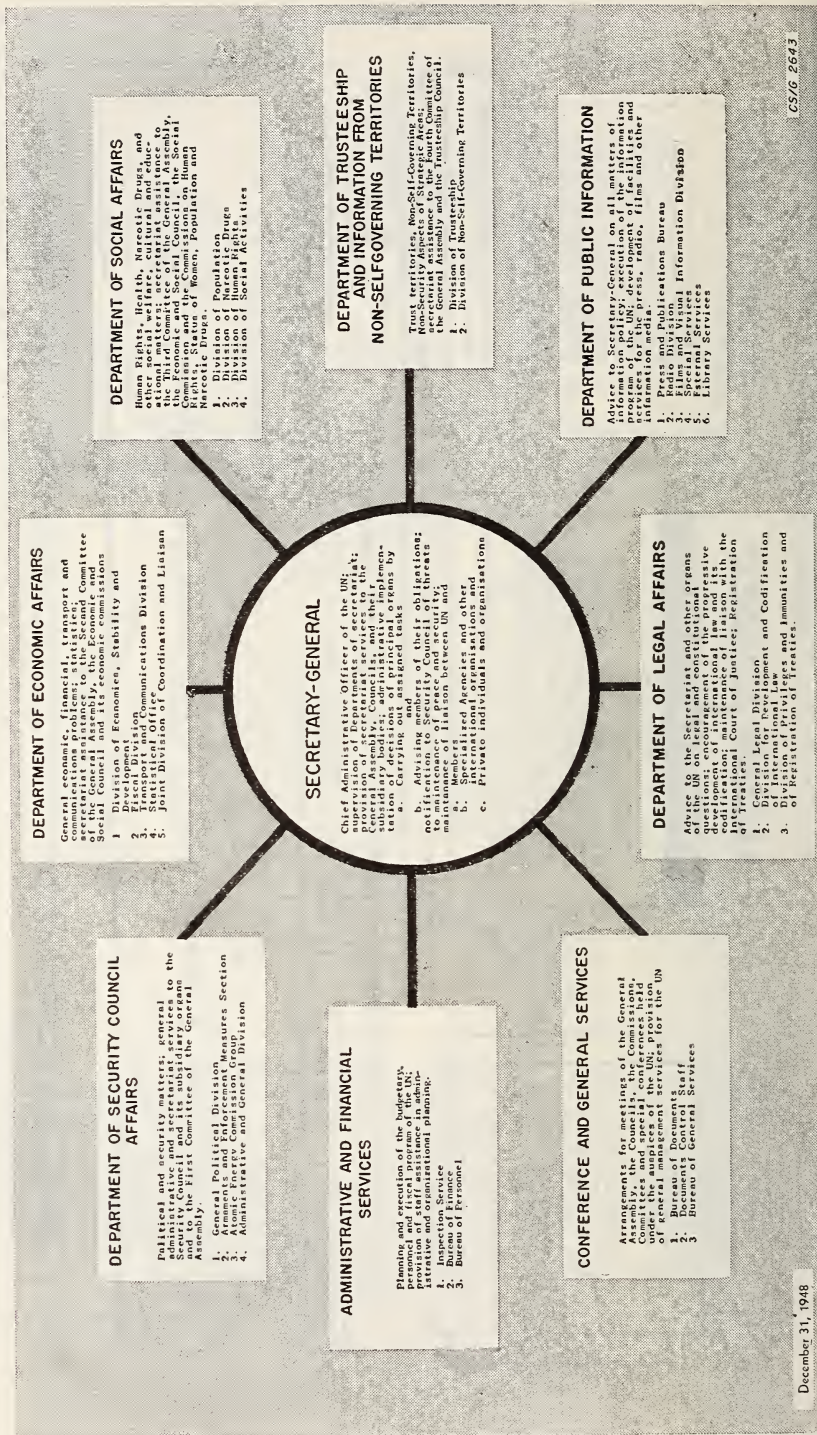 DEPARTMENT OF SECURITY COUNCIL
AFFAIRS
Political and security matters; general
administrative and secretariat services to the
Security Council and its subsidiary organs
and to the First Committee of the General
Assembly.
1. General Political Division
2. Armaments and Enforcement Measures Section
3. Atomic Energy Commission Group
4. Administrative and General Division
DEPARTMENT OF ECONOMIC AFFAIRS
General economic, financial, transport and
communications problems; statistics;
secretariat assistance to the Second Committee
of the General Assembly, the Economic and
Social Council and its economic commissions
1 Division of Economics, Stability and
Development
2 Fiscal Division
3. Transport and Communications Division
4. Statistical Office
5. Joint Division of Coordination and Liaison
DEPARTMENT OF SOCIAL AFFAIRS
Human Rights, Health, Narcotic Drugs, and
other social welfare, cultural and educ-
ational matters; secretariat assistance to
the Third Committee of the General Assembly,
the Economic and Social Council, the Social
Commission and the Commissions on Human
Rights, Status of Women, Population and
Narcotic Drugs.
1. Division of Population
2. Division of Narcotic Drugs
3. Division of Human Rights
4. Division of Social Activities
ADMINISTRATIVE AND FINANCIAL
SERVICES
Planning and execution of the budgetary,
personnel and fiscal program of the UN;
provision of staff assistance in admin-
istrative and organizational planning.
1. Inspection Service
2. Bureau of Finance
3. Bureau of Personnel
SECRETARY-GENERAL
Chief Administrative Officer of the UN;
supervision of Departments of secretariat;
provision of secretariat services to the
General Assembly, Councils, and their
subsidiary bodies; administrative implemen-
tation of decisions of principal organs by
a. Carrying out assigned tasks
and
b. Advising members of their obligations;
notification to Security Council of threats
to maintenance of peace and security;
maintanance of liaison between UN and
a. Members
b. Specialized Agencies and other
international organisations and
c. Private individuals and organisations
DEPARTMENT OF TRUSTEESHIP
AND INFORMATION FROM
NON-SELFGOVERNING TERRITORIES
Trust territories, Non-Self-Governing Territories,
Non-Security Aspects of Strategic Areas;
secretariat assistance to the Fourth Committee of
the General Assembly and the Trusteeship Council.
1. Division of Trusteeship
2. Division of Non-Self-Governing Territories
CONFERENCE AND GENERAL SERVICES
Arrangements for meetings of the General
Assembly, the Councils, the Commissions,
Committees and special conferences held
under the auspices of the UN; provision
of general management services for the UN
1. Bureau of Documents
2. Documents Control Staff
3 Bureau of General Services
DEPARTMENT OF LEGAL AFFAIRS
Advice to the Secretariat and other organs
of the UN on legal and constitutional
questions; encouragement of the progressive
development of international law and its
codification; maintenance of liaison with the
International Court of Justice; Registration
of Treaties.
1. General Legal Division
2. Division for Development and Codification
of International Law
3. Division of Privileges and Immunities and
of Registration of Treaties.
DEPARTMENT OF PUBLIC INFORMATION
Advice to Secretary-General on all matters of
information policy; execution of the information
program of the UN; development of facilities and
services for the press, radio, films and other
information media.
1. Press and Publications Bureau
2. Radio Division
3. Films and Visual Information Division
4. Special Services
5. External Services
6. Library Services
December 31, 1948
CS/G 2643